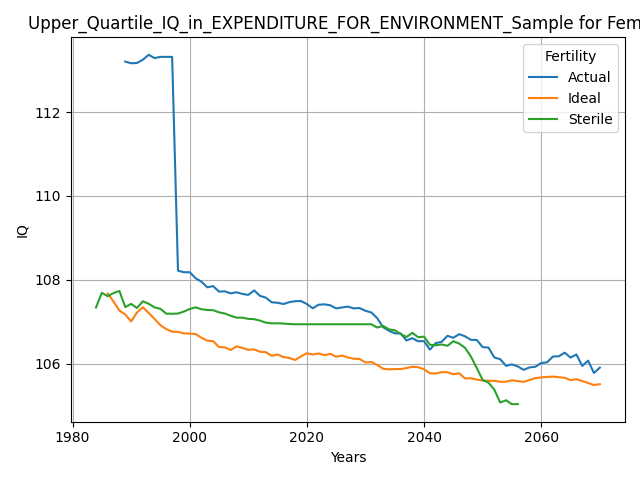 Upper_Quartile_IQ_in_EXPENDITURE_FOR_ENVIRONMENT_Sample for Fem
Fertility
Actual
Ideal
Sterile
112
110
108
106
IQ
1980
2000
2020
2040
2060
Years